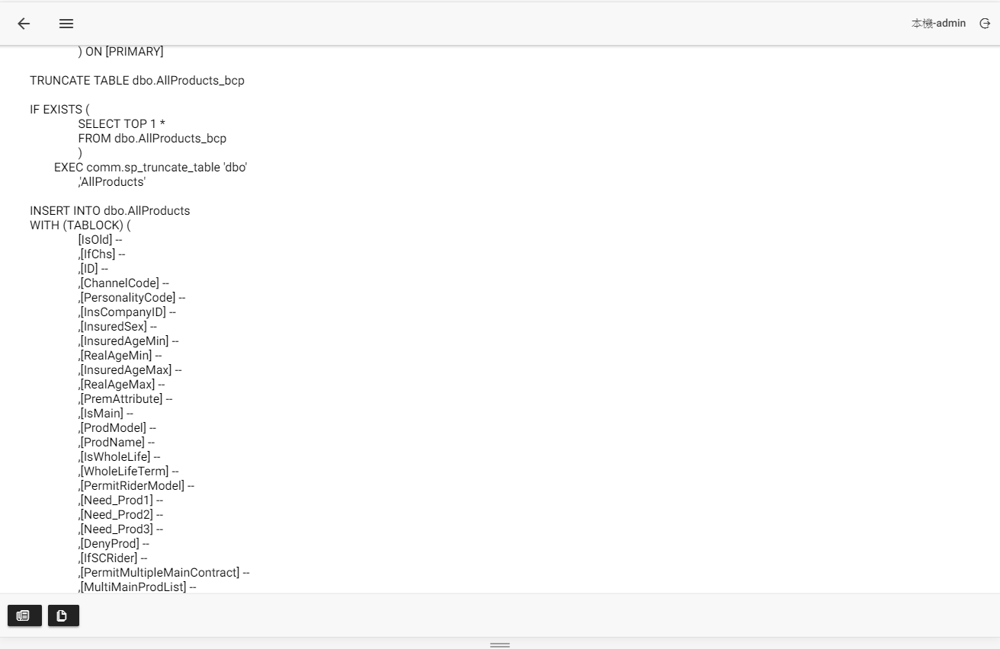 本機-admin
) ON [PRIMARY]
TRUNCATE TABLE dbo.AllProducts_bcp
IF EXISTS (
SELECT TOP 1 *
FROM dbo.AllProducts_bcp
)
EXEC comm.sp_truncate_table 'dbo'
,'AllProducts'
INSERT INTO dbo.AllProducts
WITH (TABLOCK) (
[IsOld] --
,[IfChs] --
,[ID] --
,[ChannelCode] --
,[PersonalityCode] --
,[InsCompanyID] --
,[InsuredSex] --
,[InsuredAgeMin] --
,[RealAgeMin] --
,[InsuredAgeMax] --
,[RealAgeMax] --
,[PremAttribute] --
,[IsMain] --
,[ProdModel] --
,[ProdName] --
,[IsWholeLife] --
,[WholeLifeTerm] --
,[PermitRiderModel] --
,[Need_Prod1] --
,[Need_Prod2] --
,[Need_Prod3] --
,[DenyProd] --
,[IfSCRider] --
,[PermitMultipleMainContract] --
,[MultiMainProdList] --